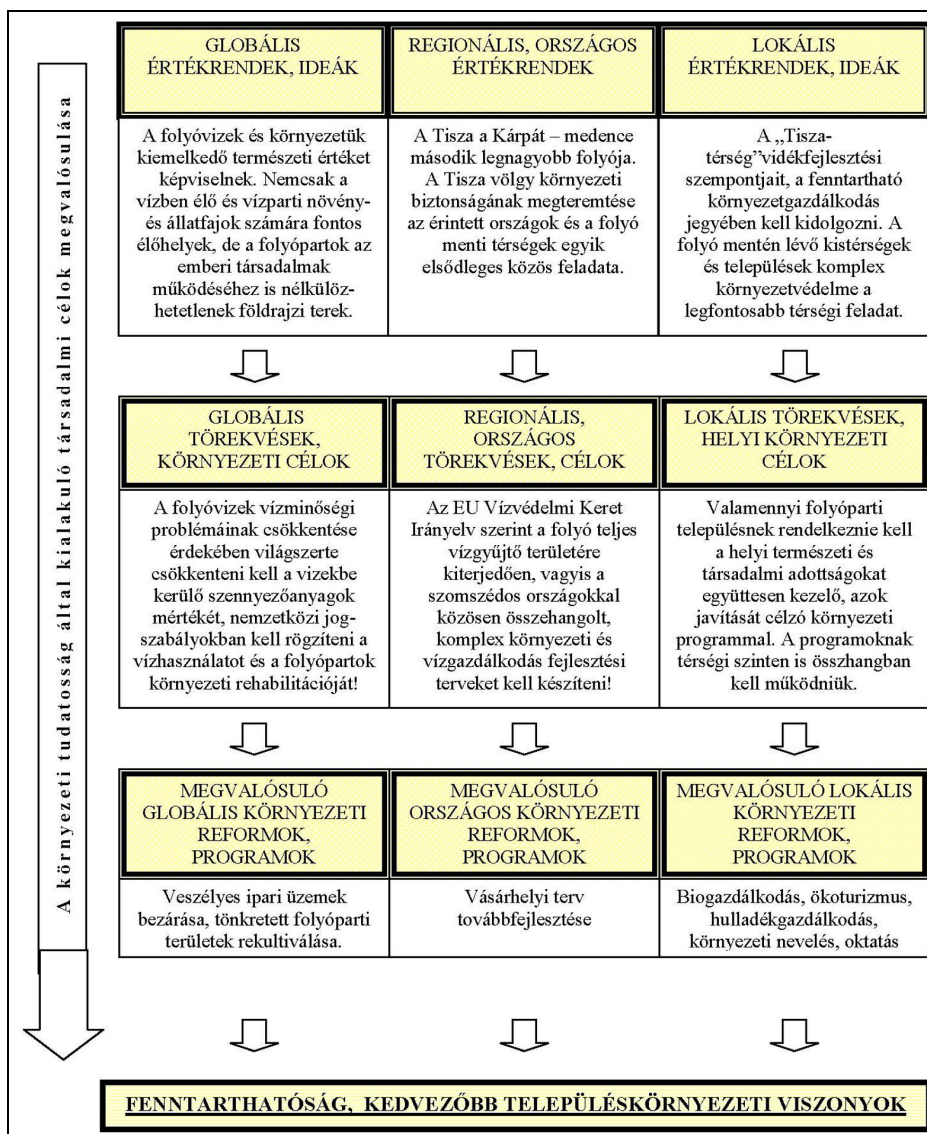 A környezeti tudatosság által kialakuló társadalmi célok megvalósulása
GLOBÁLIS
ÉRTÉKRENDEK, IDEÁK
A folyóvizek és környezetük
kiemelkedő természeti értéket
képviselnek. Nemcsak a
vízben élő és vízparti növény-
és állatfajok számára fontos
élőhelyek, de a folyópartok az
emberi társadalmak
működéséhez is nélkülöz-
hetetlenek földrajzi terek.
REGIONÁLIS, ORSZÁGOS
ÉRTÉKRENDEK
A Tisza a Kárpát – medence
második legnagyobb folyója.
A Tisza völgy környezeti
biztonságának megteremtése
az érintett országok és a folyó
menti térségek egyik
elsődleges közös feladata.
LOKÁLIS
ÉRTÉKRENDEK, IDEÁK
A „Tisza-
térség”vidékfejlesztési
szempontjait, a fenntartható
környezetgazdálkodás
jegyében kell kidolgozni. A
folyó mentén lévő kistérségek
és települések komplex
környezetvédelme a
legfontosabb térségi feladat.
GLOBÁLIS
TÖREKVÉSEK,
KÖRNYEZETI CÉLOK
A folyóvizek vízminőségi
problémáinak csökkentése
érdekében világszerte
csökkenteni kell a vizekbe
kerülő szennyezőanyagok
mértékét, nemzetközi jog-
szabályokban kell rögzíteni a
vízhasználatot és a folyópartok
környezeti rehabilitációját!
REGIONÁLIS,
ORSZÁGOS
TÖREKVÉSEK, CÉLOK
Az EU Vízvédelmi Keret
Irányelv szerint a folyó teljes
vízgyűjtő területére
kiterjedően, vagyis a
szomszédos országokkal
közösen összehangolt,
komplex környezeti és
vízgazdálkodás fejlesztési
terveket kell készíteni!
LOKÁLIS TÖREKVÉSEK,
HELYI KÖRNYEZETI
CÉLOK
Valamennyi folyóparti
településnek rendelkeznie kell
a helyi természeti és
társadalmi adottságokat
együttesen kezelő, azok
javítását célzó környezeti
programmal. A programoknak
térségi szinten is összhangban
kell működniük.
MEGVALÓSULÓ
GLOBÁLIS KÖRNYEZETI
REFORMOK,
PROGRAMOK
Veszélyes ipari üzemek
bezárása, tönkretett folyóparti
területek rekultiválása.
MEGVALÓSULÓ
ORSZÁGOS KÖRNYEZETI
REFORMOK,
PROGRAMOK
Vásárhelyi terv
továbbfejlesztése
MEGVALÓSULÓ LOKÁLIS
KÖRNYEZETI
REFORMOK,
PROGRAMOK
Biogazdálkodás, ökoturizmus,
hulladékgazdálkodás,
környezeti nevelés, oktatás
FENNTARTHATÓSÁG, KEDVEZŐBB TELEPÜLÉSKÖRNYEZETI VISZONYOK